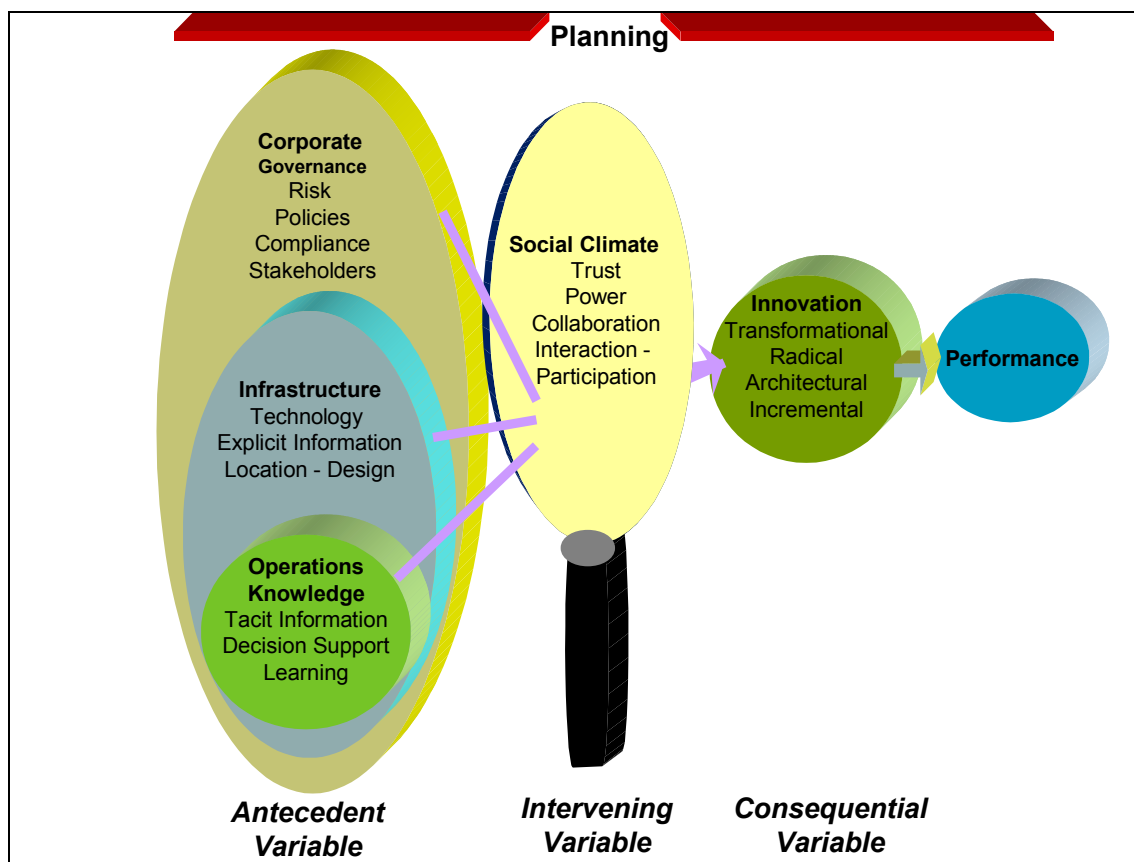 Planning
Corporate
Governance
Risk
Policies
Compliance
Stakeholders
Infrastructure
Technology
Explicit Information
Location - Design
Operations
Knowledge
Tacit Information
Decision Support
Learning
Social Climate
Trust
Power
Collaboration
Interaction -
Participation
Innovation
Transformational
Radical
Architectural
Incremental
Performance
Antecedent
Variable
Intervening
Variable
Consequential
Variable